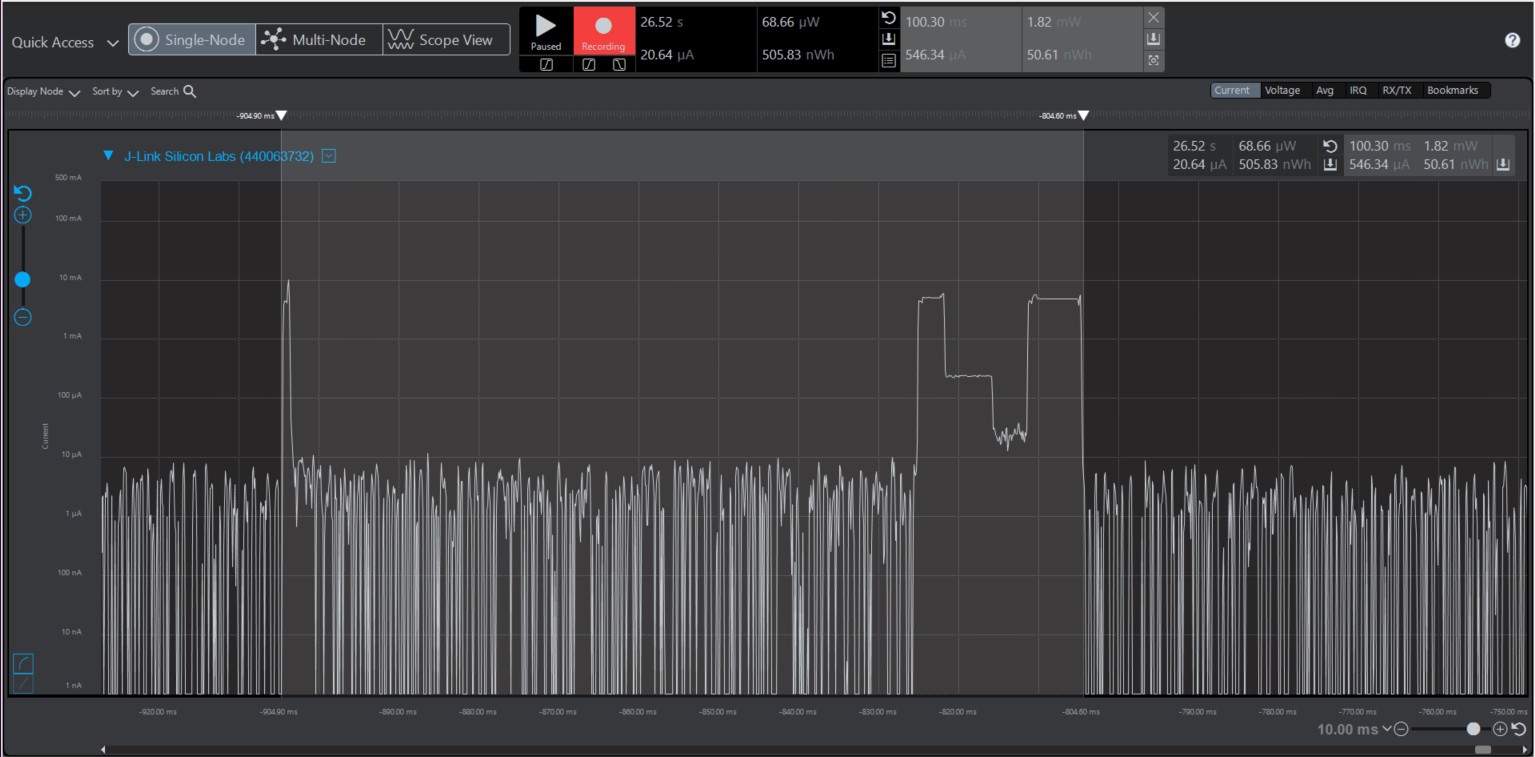 Quick Access
Single-Node
Multi-Node
Scope View
Paused
Recording
26.52 s 68.66 µW
20.64 µA 505.83 nWh
100.30 ms 1.82 mW
546.34 µA 50.61 nWh
?
Display Node Sort by Search
Current Voltage Avg IRQ RX/TX Bookmarks
-904.90 ms -804.60 ms
J-Link Silicon Labs (440063732)
26.52 s 68.66 µW 100.30 ms 1.82 mW
20.64 µA 505.83 nWh 546.34 µA 50.61 nWh
500 mA
100 mA
10 mA
1 mA
100 µA
Current
10 µA
1 µA
100 nA
10 nA
1 nA
-920.00 ms -904.90 ms -890.00 ms -880.00 ms -870.00 ms -860.00 ms -850.00 ms -840.00 ms -830.00 ms -820.00 ms -804.60 ms -790.00 ms -780.00 ms -770.00 ms -760.00 ms -750.00 ms
10.00 ms